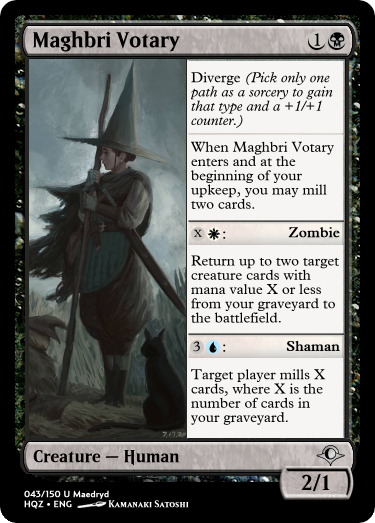 Maghbri Votary 1
Diverge (Pick only one
path as a sorcery to gain
that type and a +1/+1
counter.)
When Maghbri Votary
enters and at the
beginning of your
upkeep, you may mill
two cards.
X : Zombie
Return up to two target
creature cards with
mana value X or less
from your graveyard to
the battlefield.
3 : Shaman
Target player mills X
cards, where X is the
number of cards in
your graveyard.
Creature — Human
2/1
043/150 U Maedryd
HQZ • ENG Kamanaki Satoshi